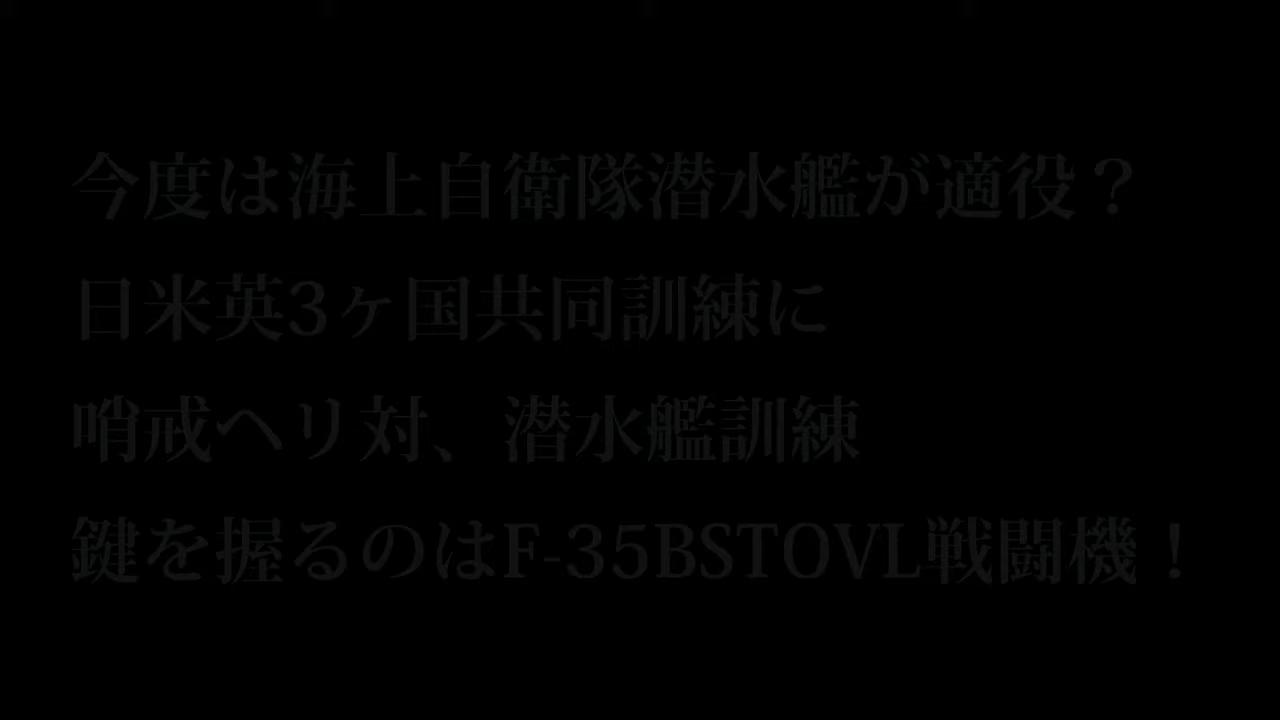 今度は海上自衛隊潜水艦が適役？
日米英3ヶ国共同訓練に
哨戒ヘリ対、潜水艦訓練
鍵を握るのはF-35BSTOVL戦闘機！